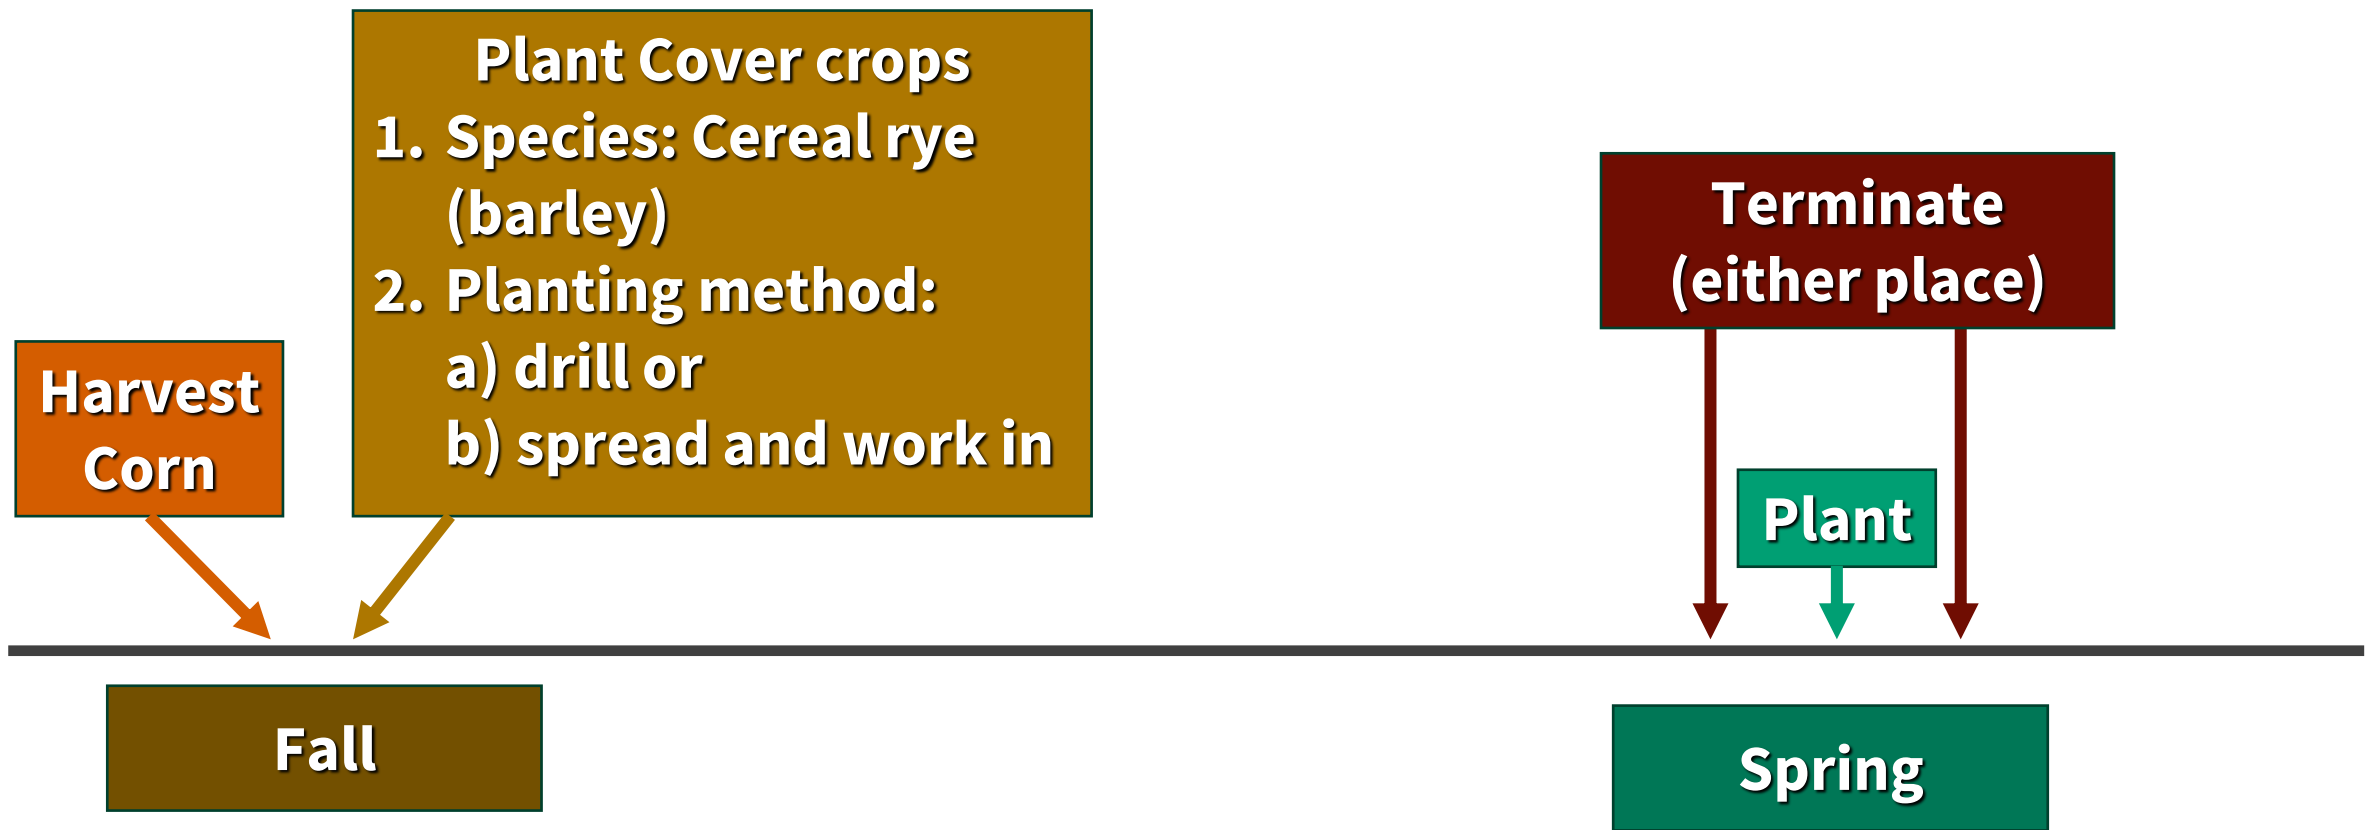 Plant Cover crops
1. Species: Cereal rye
(barley)
2. Planting method:
a) drill or
b) spread and work in
Harvest
Corn
Terminate
(either place)
Plant
Fall
Spring